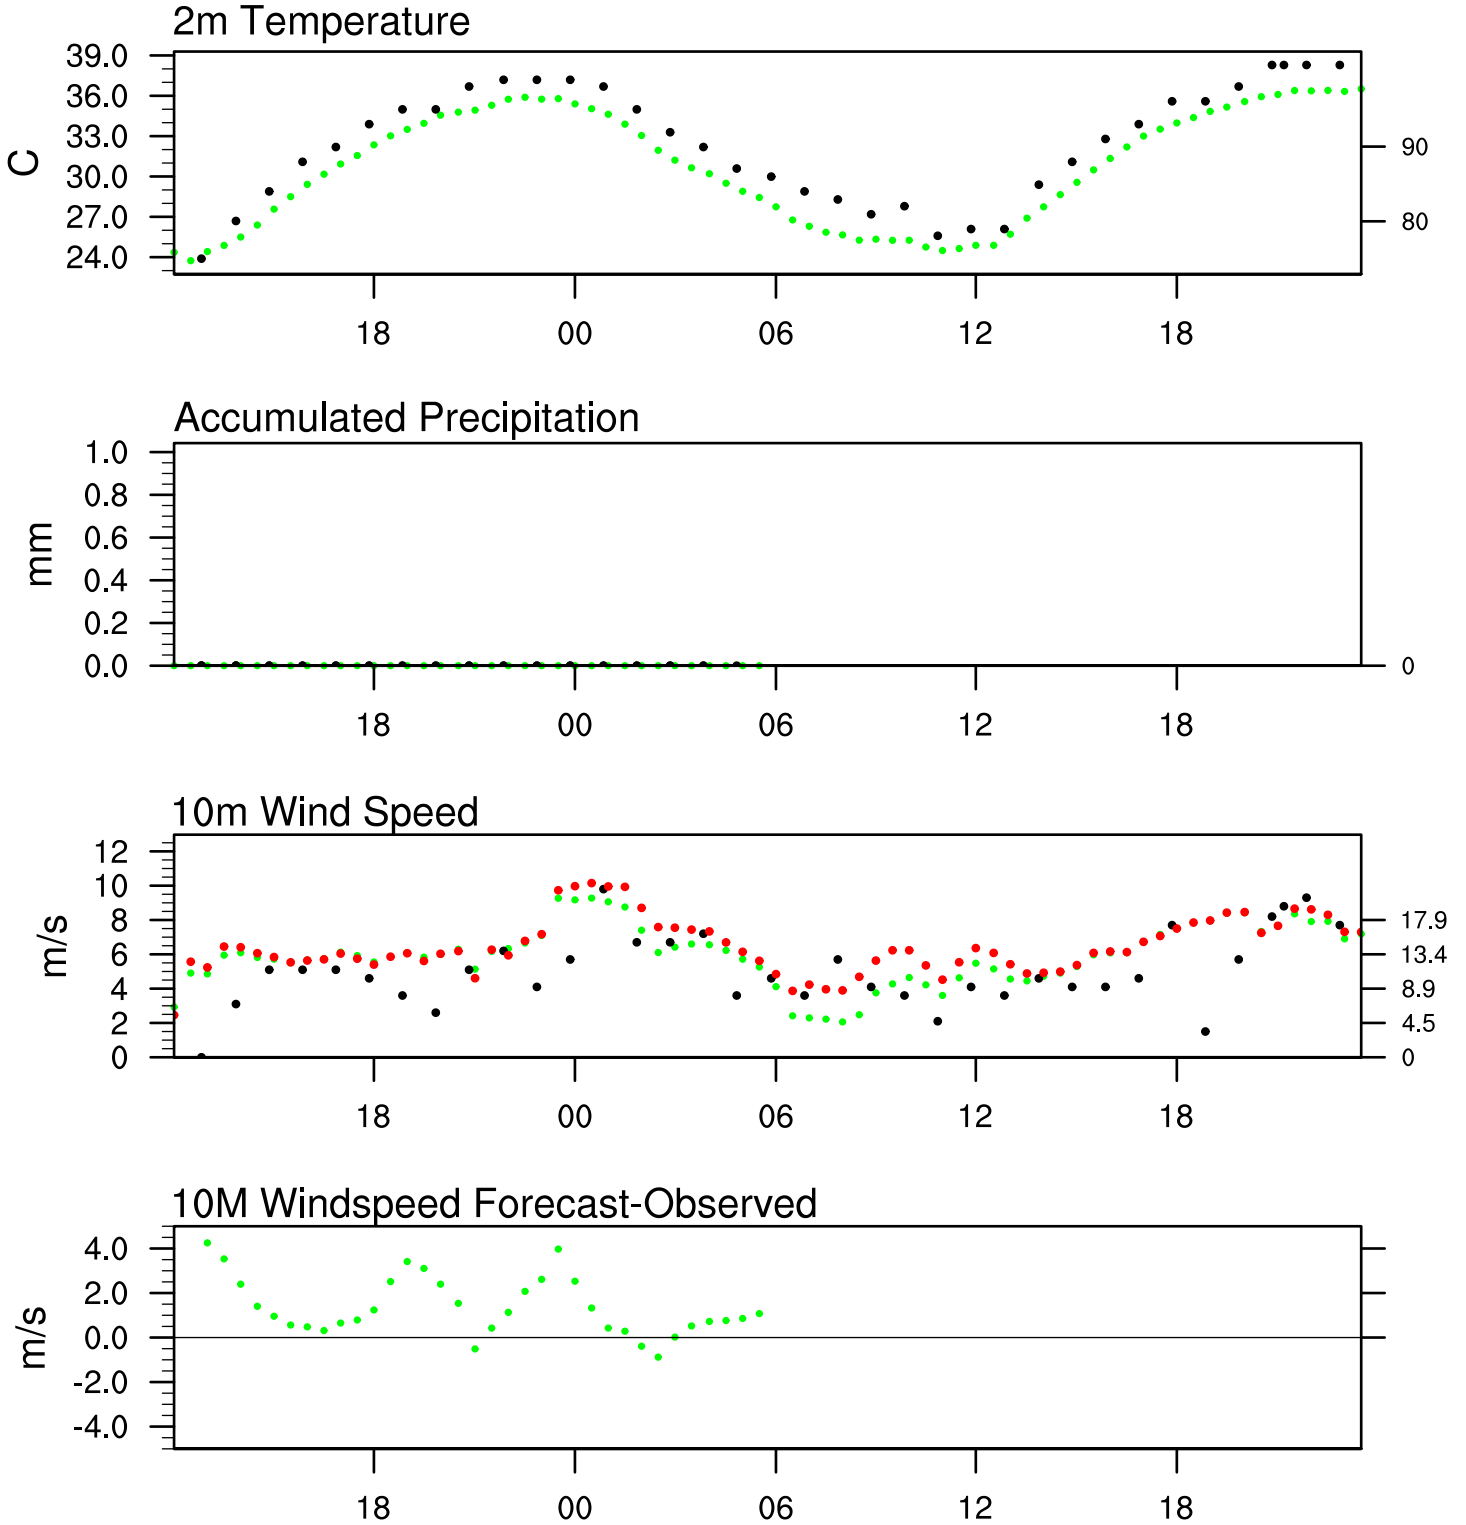 2m Temperature
C
39.0
36.0
33.0
30.0
27.0
24.0
90
80
18 00 06 12 18
Accumulated Precipitation
mm
1.0
0.8
0.6
0.4
0.2
0.0
0
18 00 06 12 18
10m Wind Speed
m/s
12
10
8
6
4
2
0
17.9
13.4
8.9
4.5
0
18 00 06 12 18
10M Windspeed Forecast-Observed
m/s
4.0
2.0
0.0
-2.0
-4.0
18 00 06 12 18